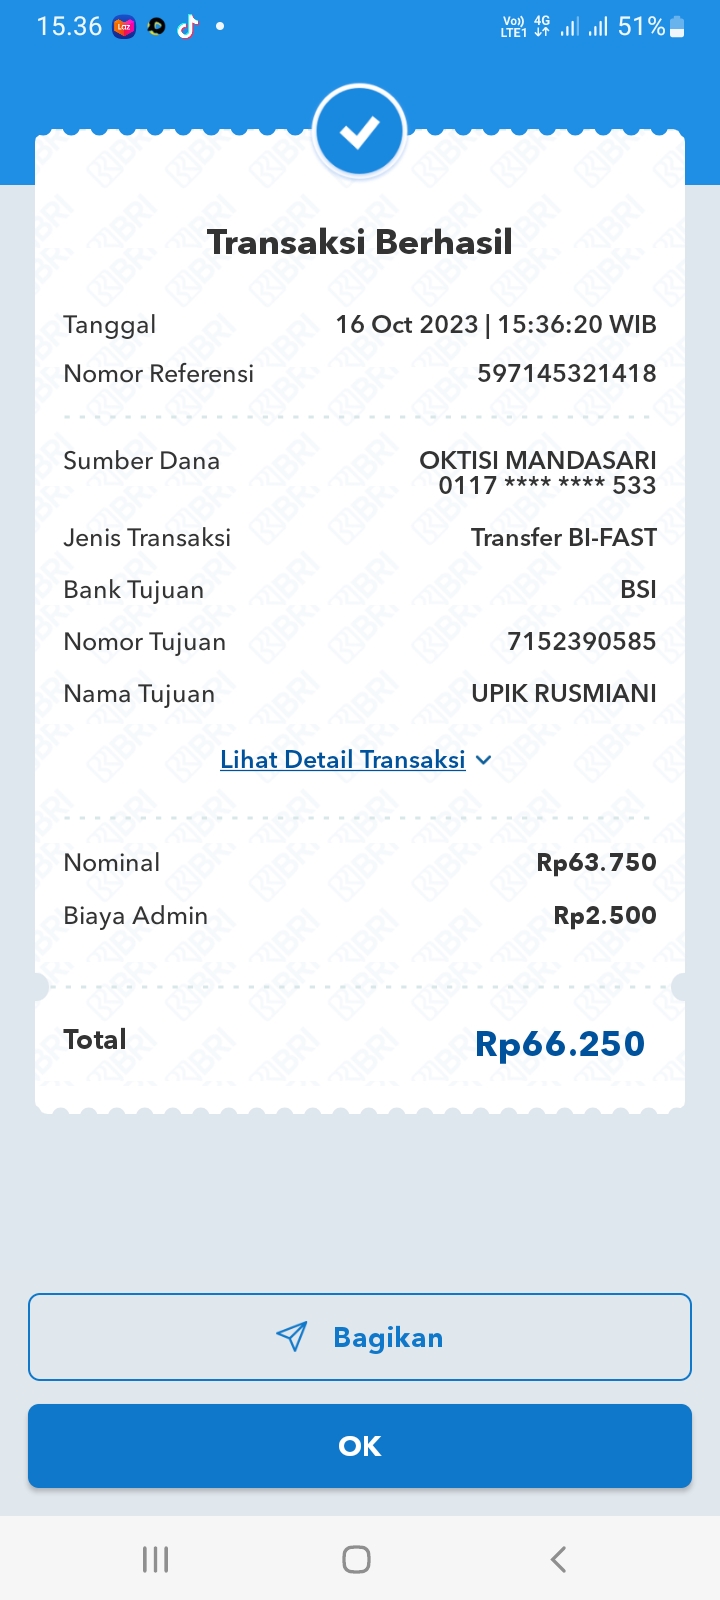 15.36
Vo)) 4G 51%
LTE1
Transaksi Berhasil
Tanggal 16 Oct 2023 | 15:36:20 WIB
Nomor Referensi 597145321418
Sumber Dana OKTISI MANDASARI
0117 **** **** 533
Jenis Transaksi Transfer BI-FAST
Bank Tujuan BSI
Nomor Tujuan 7152390585
Nama Tujuan UPIK RUSMIANI
Lihat Detail Transaksi
Nominal Rp63.750
Biaya Admin Rp2.500
Total Rp66.250
Bagikan
OK